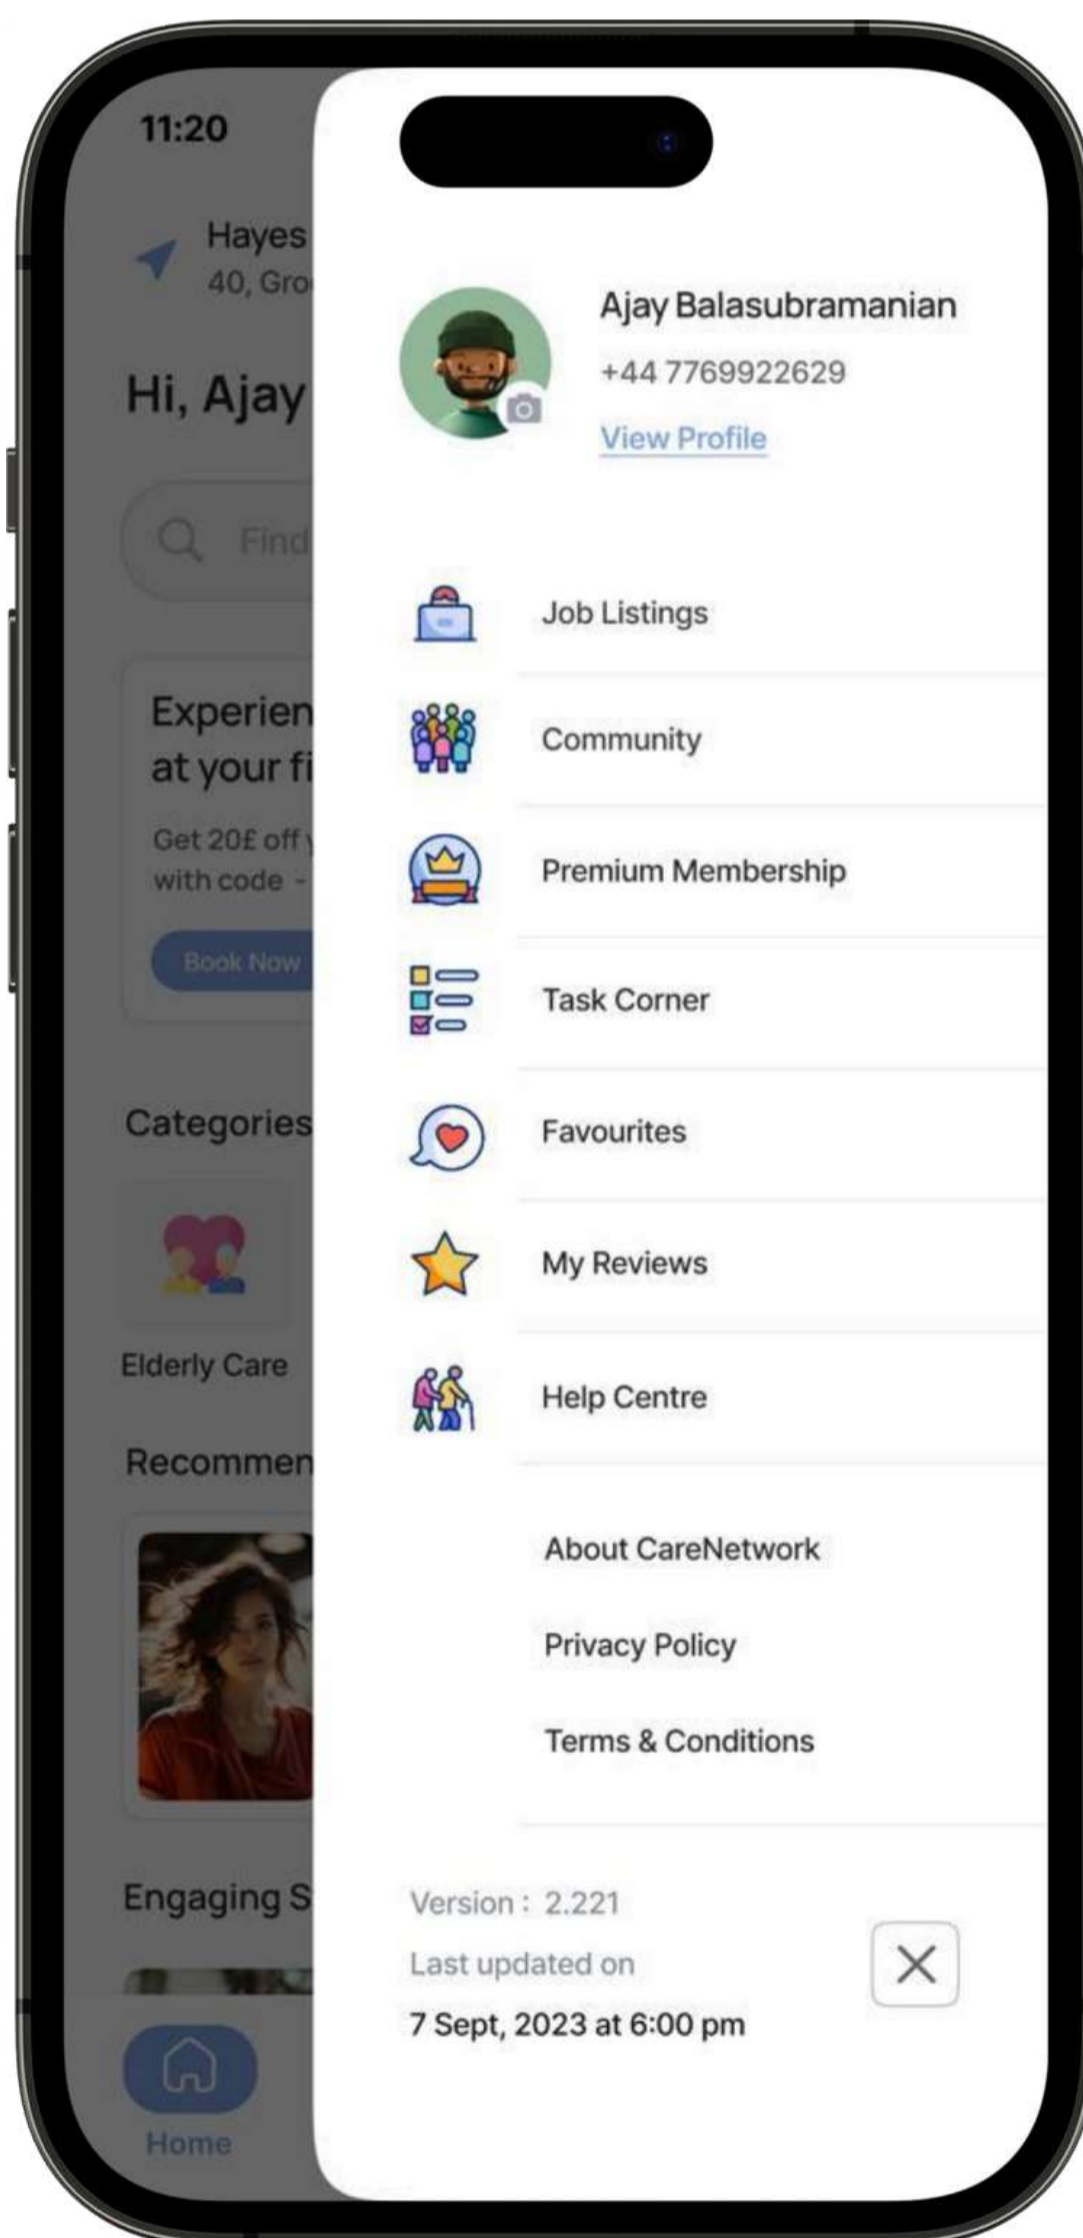 11:20
Hayes
40, Gro
Hi, Ajay
Find
Experien
at your fi
Get 20£ off y
with code -
Book Now
Categories
Elderly Care
Recommen
Engaging S
Home
Ajay Balasubramanian
+44 7769922629
View Profile
Job Listings
Community
Premium Membership
Task Corner
Favourites
My Reviews
Help Centre
About CareNetwork
Privacy Policy
Terms & Conditions
Version : 2.221
Last updated on
7 Sept, 2023 at 6:00 pm